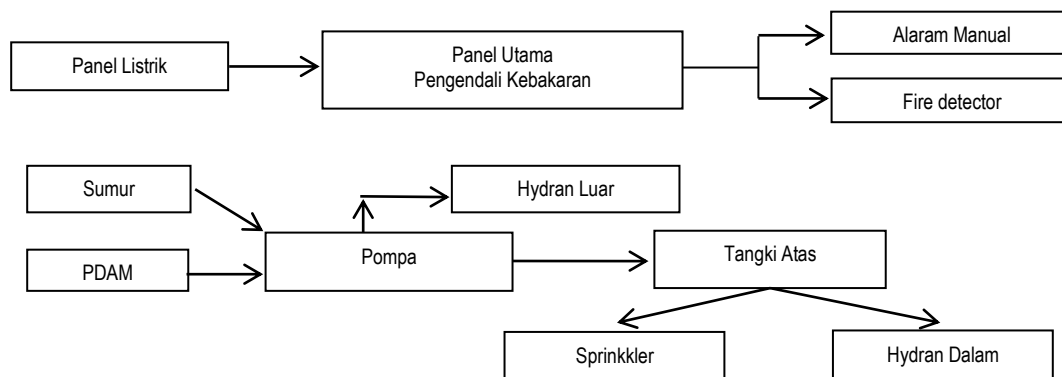 Alaram Manual
Panel Listrik
Panel Utama
Pengendali Kebakaran
Fire detector
Sumur
Hydran Luar
PDAM
Pompa
Tangki Atas
Sprinkkler
Hydran Dalam